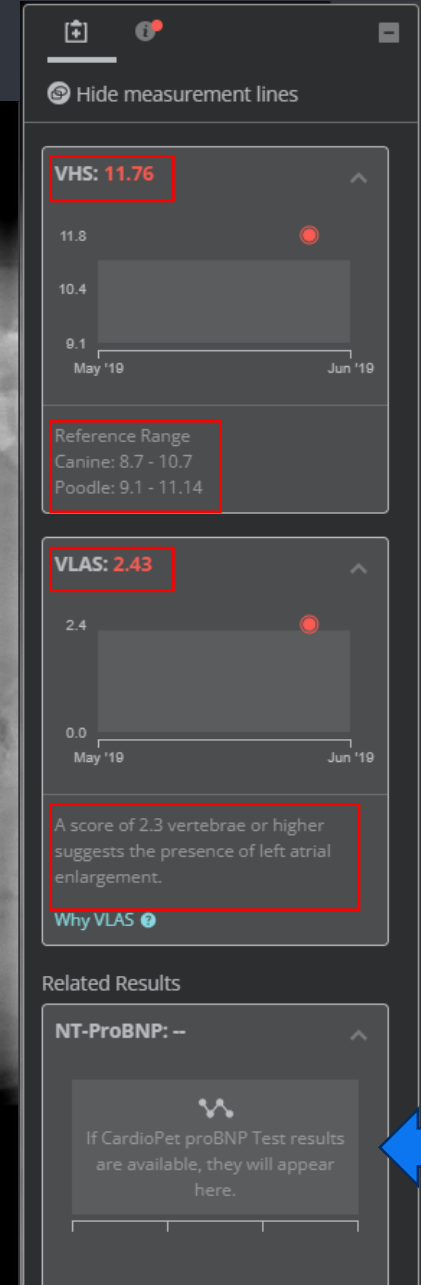 Hide measurement lines
VHS: 11.76
11.8
10.4
9.1
May '19 Jun '19
Reference Range
Canine: 8.7 - 10.7
Poodle: 9.1 - 11.14
VLAS: 2.43
2.4
0.0
May '19 Jun '19
A score of 2.3 vertebrae or higher
suggests the presence of left atrial
enlargement.
Why VLAS ?
Related Results
NT-ProBNP: --
If CardioPet proBNP Test results
are available, they will appear
here.